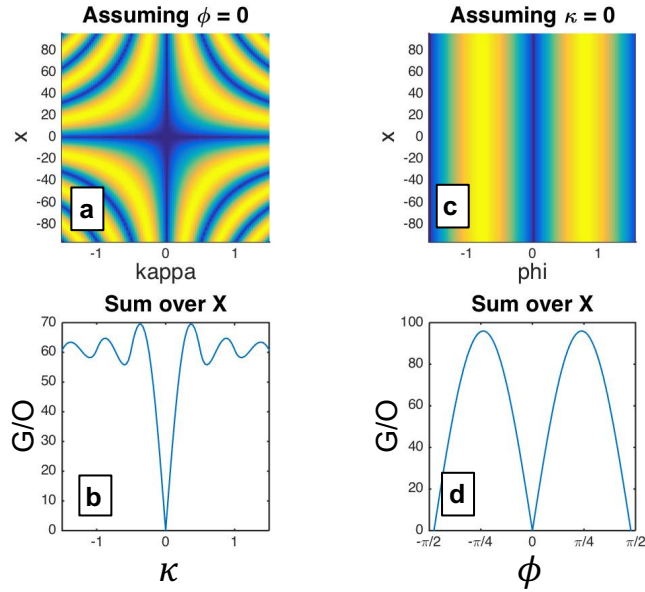 Assuming ϕ = 0
x
80
60
40
20
0
-20
-40
-60
-80
a
-1
0
1
kappa
Assuming κ = 0
x
80
60
40
20
0
-20
-40
-60
-80
c
-1
0
1
phi
Sum over X
G/O
70
60
50
40
30
20
10
0
b
-1
0
1
κ
Sum over X
G/O
100
80
60
40
20
0
d
-π/2
-π/4
0
π/4
π/2
ϕ